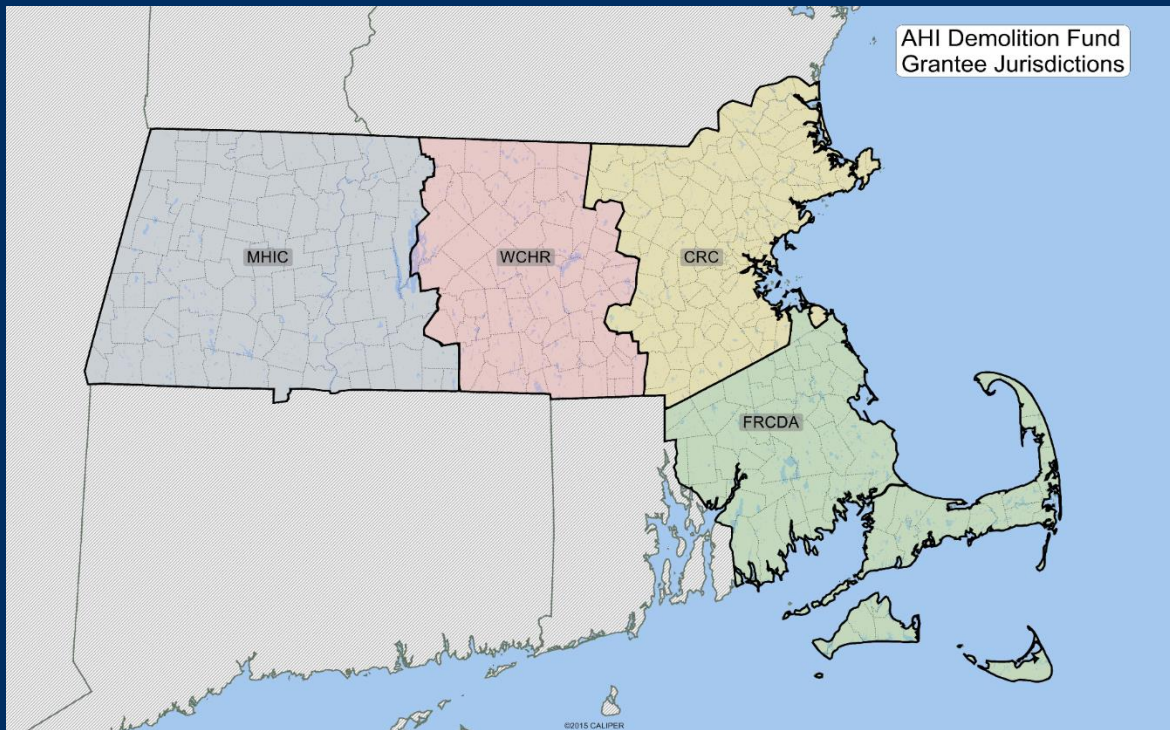 AHI Demolition Fund
Grantee Jurisdictions
MHIC
WCHR
CRC
FRCDA
©2015 CALIPER